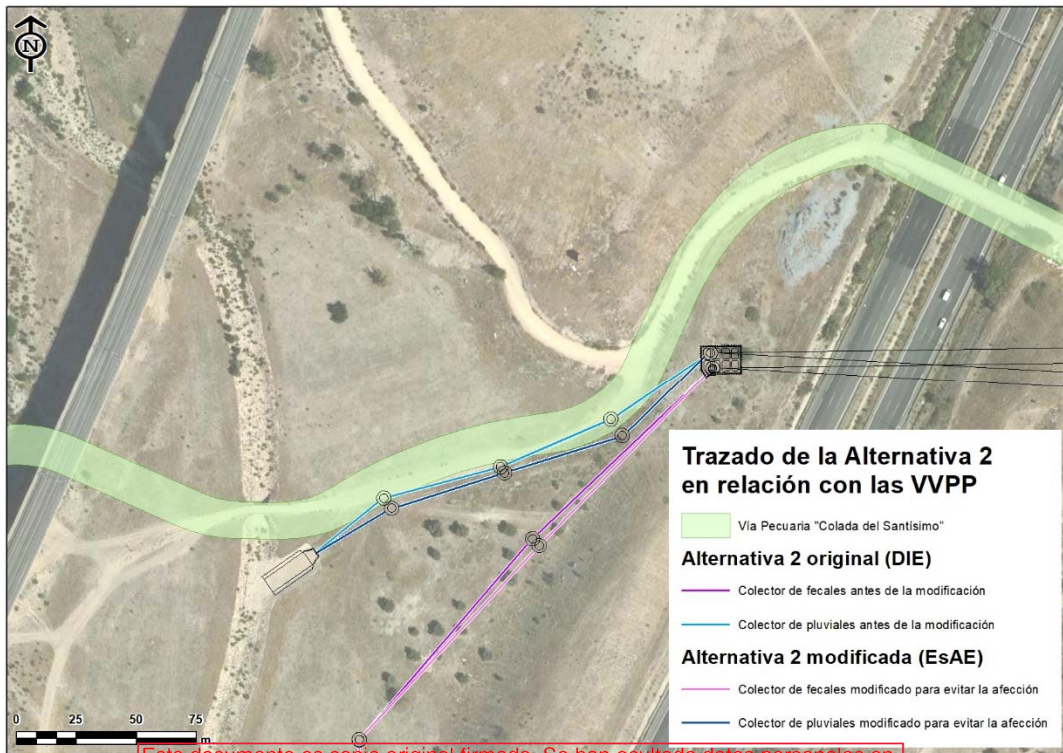 N
Trazado de la Alternativa 2
en relación con las VVPP
Vía Pecuaria "Colada del Santísimo"
Alternativa 2 original (DIE)
Colector de fecales antes de la modificación
Colector de pluviales antes de la modificación
Alternativa 2 modificada (EsAE)
Colector de fecales modificado para evitar la afección
Colector de pluviales modificado para evitar la afección
0 25 50 75
m
Este documento es copia original firmado. Se han ocultado datos personales en